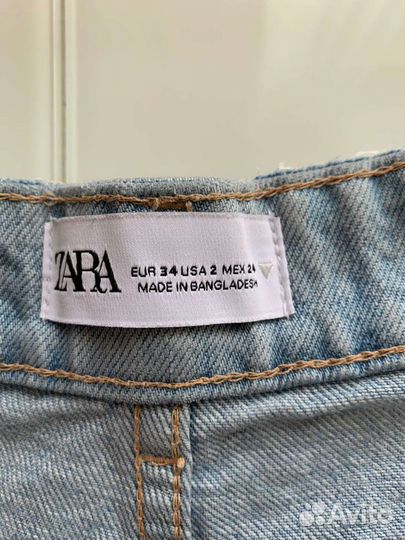 ZARA
EUR 34 USA 2 MEX 24
MADE IN BANGLADESH
Avito